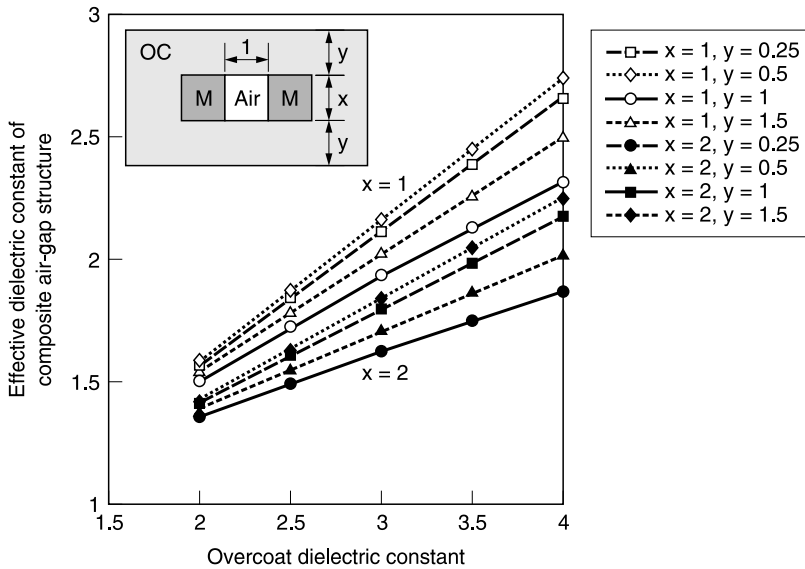 Effective dielectric constant of
composite air-gap structure
3
2.5
2
1.5
1
OC
1
y
M
Air
M
x
y
x = 1
x = 2
1.5
2
2.5
3
3.5
4
Overcoat dielectric constant
x = 1, y = 0.25
x = 1, y = 0.5
x = 1, y = 1
x = 1, y = 1.5
x = 2, y = 0.25
x = 2, y = 0.5
x = 2, y = 1
x = 2, y = 1.5